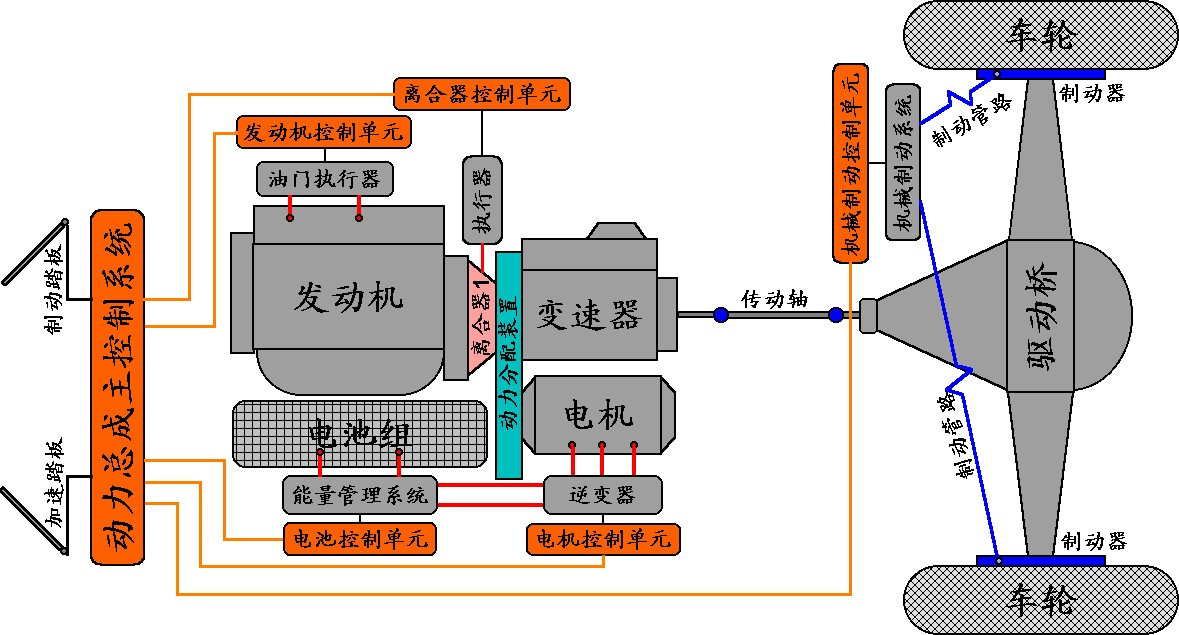 车轮
制动器
制动管路
离合器控制单元
发动机控制单元
机械制动控制单元
机械制动系统
油门执行器
执行器
制动踏板
动力总成主控制系统
发动机
离合器1
动力分配装置
变速器
传动轴
驱动桥
电池组
电机
制动管路
加速踏板
能量管理系统
逆变器
电池控制单元
电机控制单元
制动器
车轮